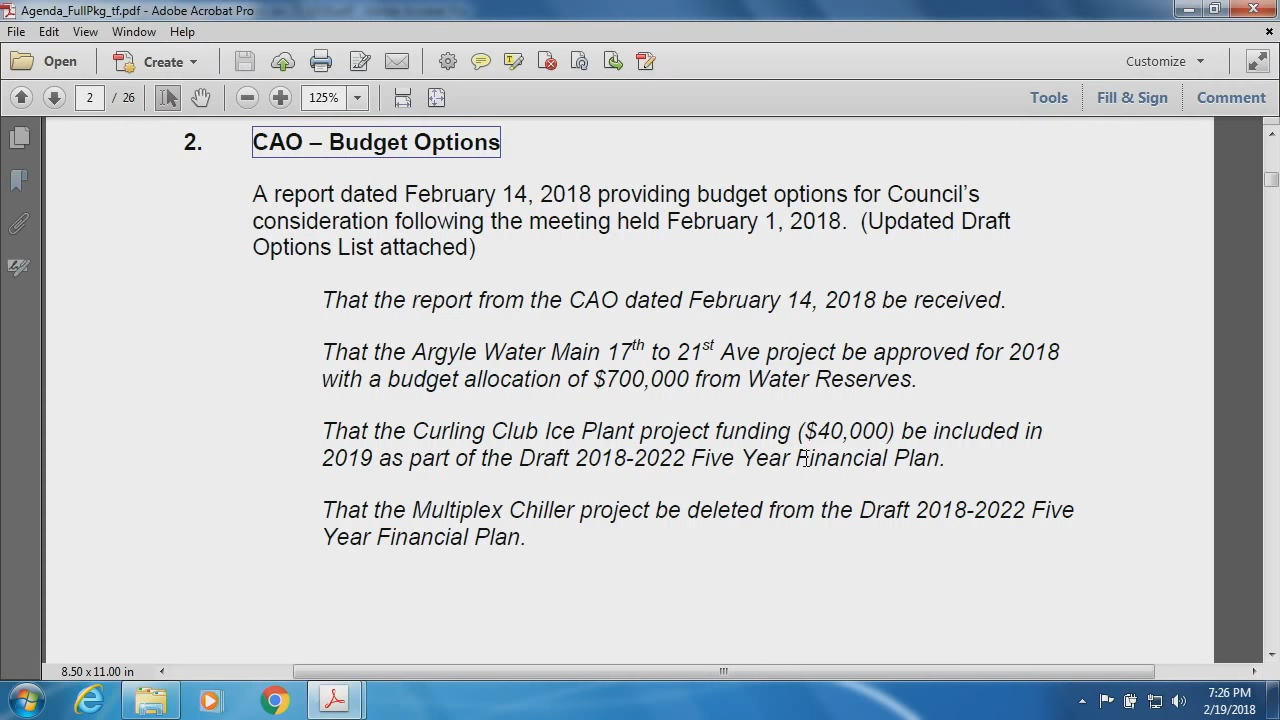 Agenda_FullPkg_tf.pdf - Adobe Acrobat Pro
File Edit View Window Help
Open Create Customize
2 / 26 125% Tools Fill & Sign Comment
2. CAO – Budget Options
A report dated February 14, 2018 providing budget options for Council's
consideration following the meeting held February 1, 2018. (Updated Draft
Options List attached)
That the report from the CAO dated February 14, 2018 be received.
That the Argyle Water Main 17th to 21st Ave project be approved for 2018
with a budget allocation of $700,000 from Water Reserves.
That the Curling Club Ice Plant project funding ($40,000) be included in
2019 as part of the Draft 2018-2022 Five Year Financial Plan.
That the Multiplex Chiller project be deleted from the Draft 2018-2022 Five
Year Financial Plan.
8.50 x 11.00 in
7:26 PM
2/19/2018